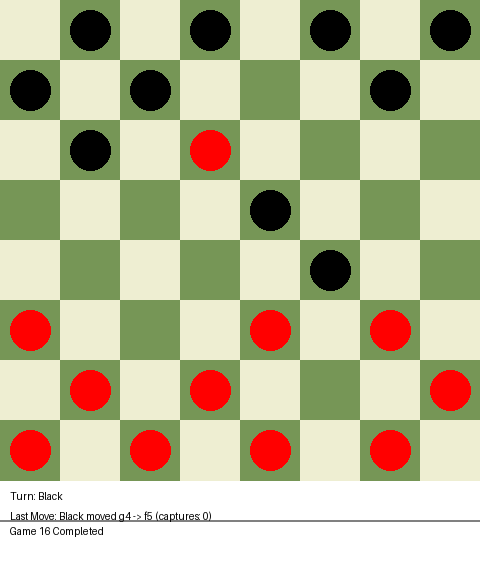 Turn: Black
Last Move: Black moved g4 -> f5 (captures: 0)
Game 16 Completed